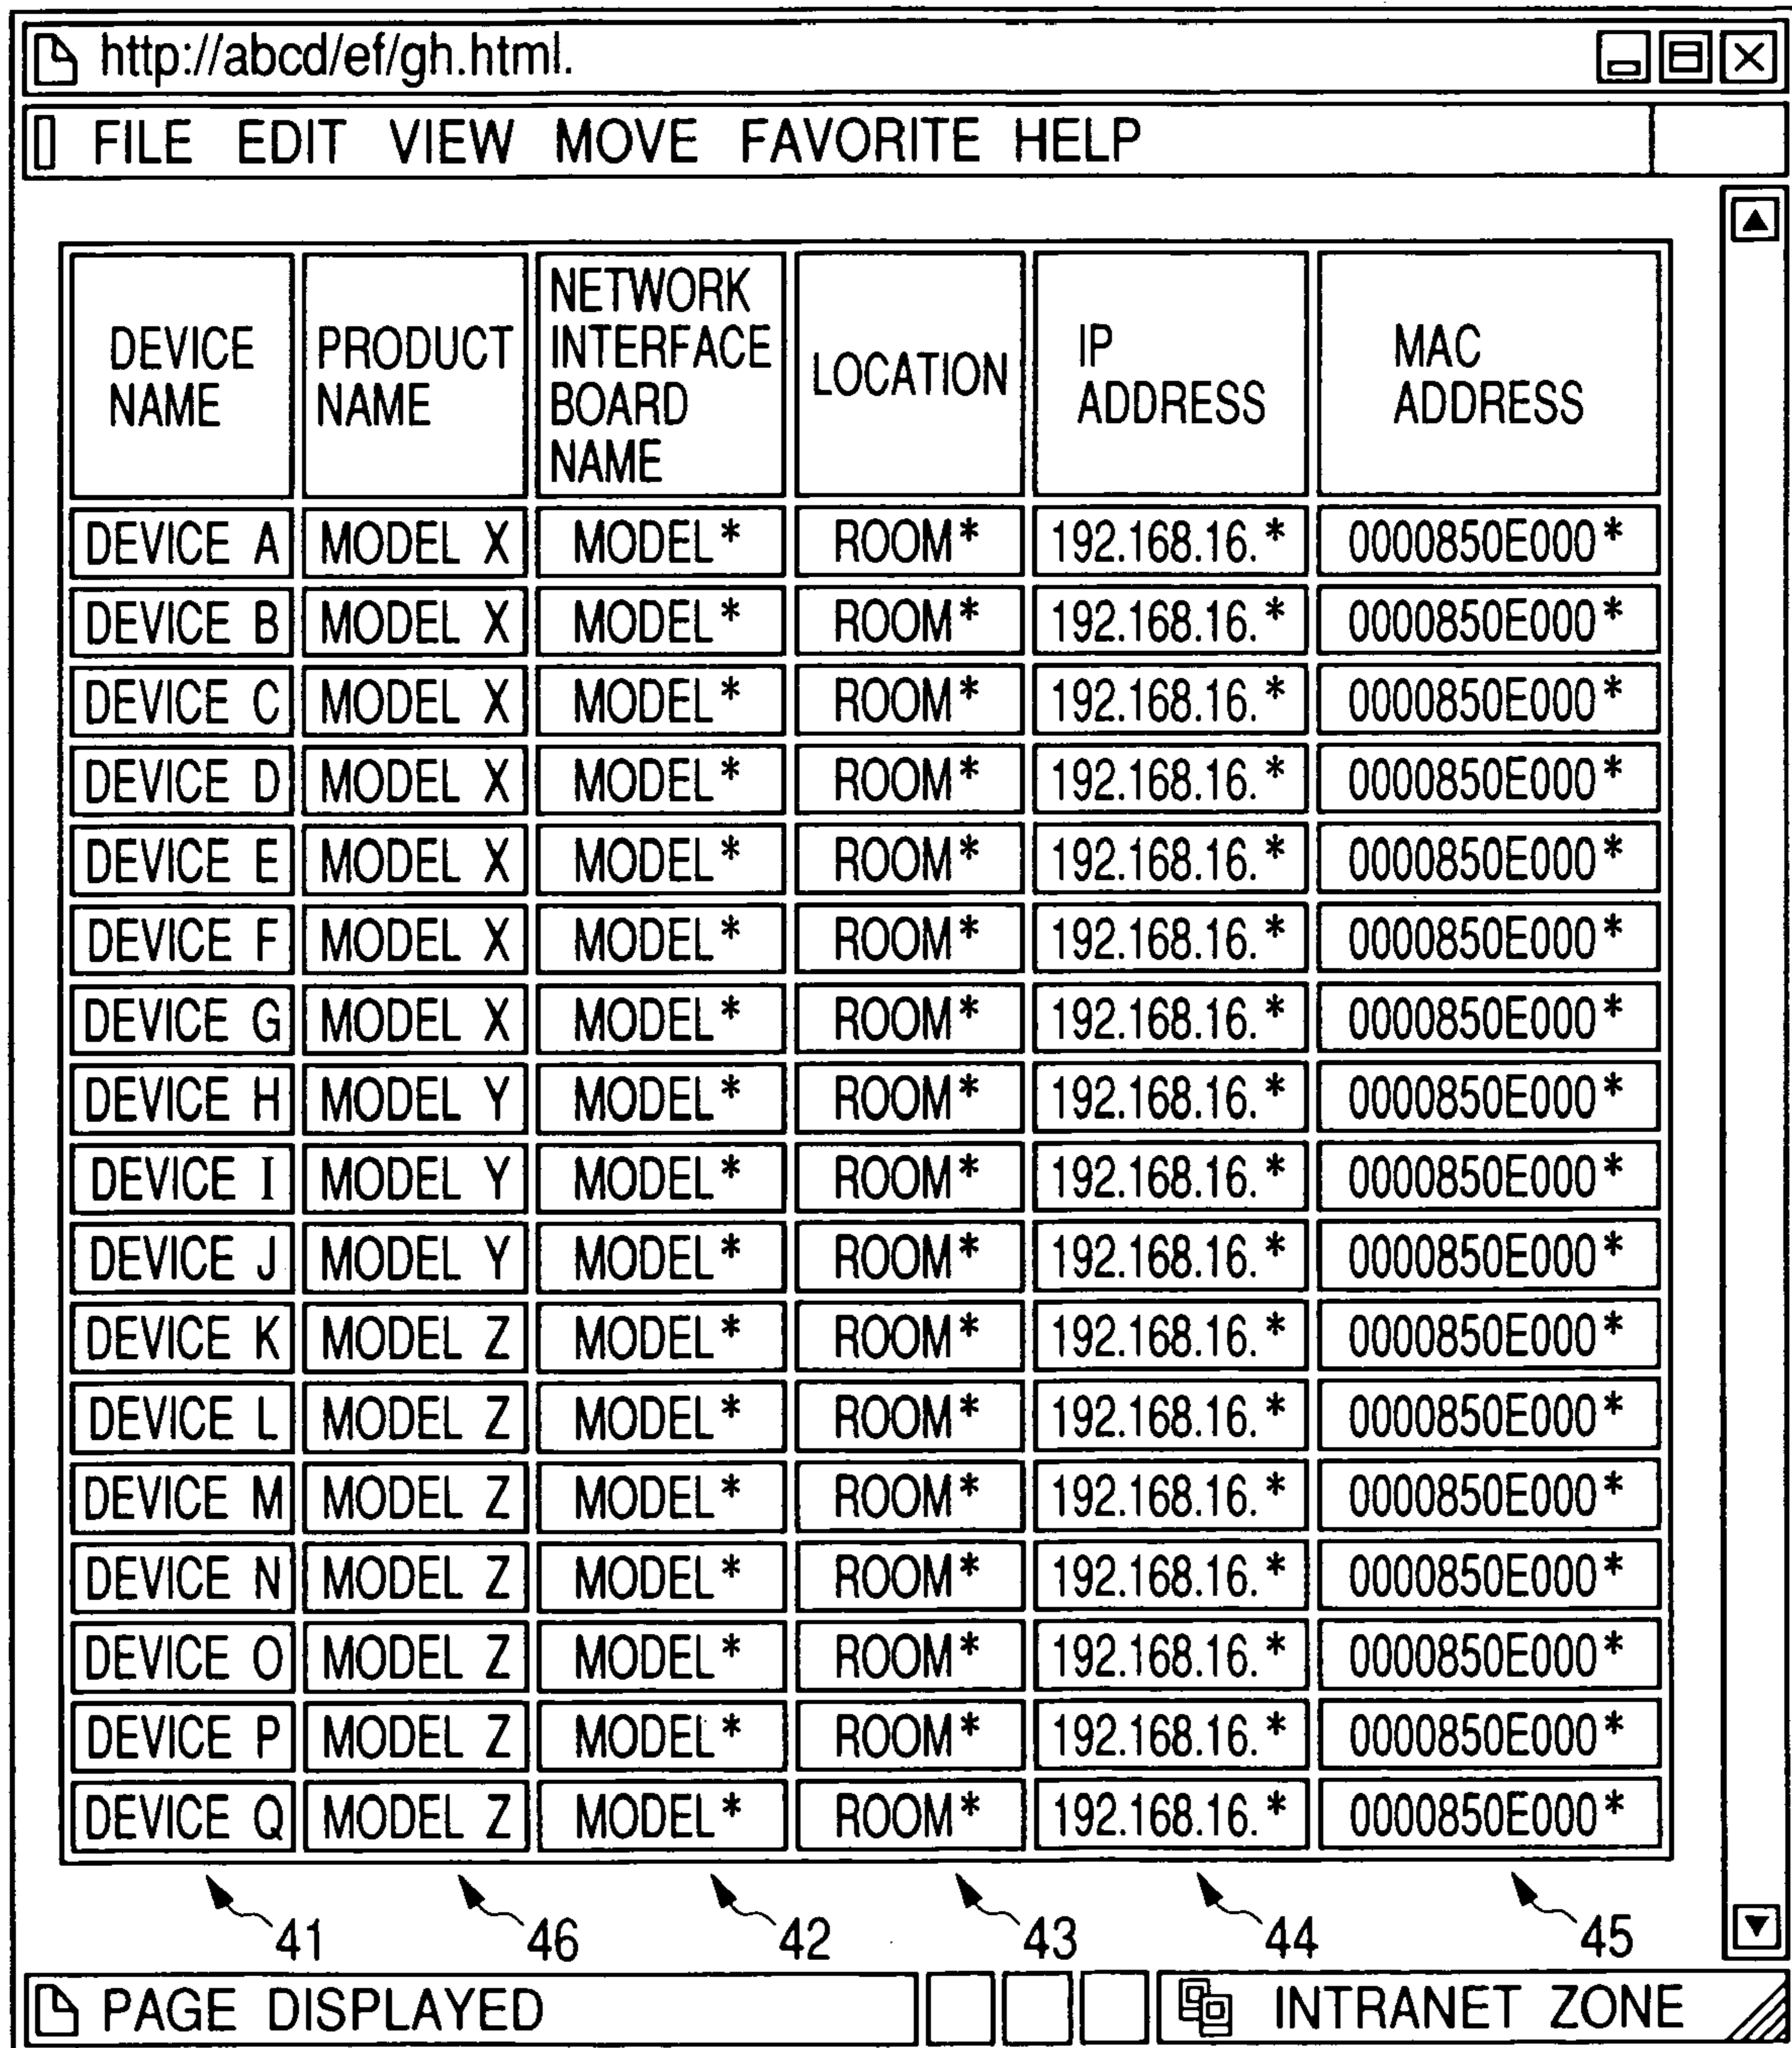 http://abcd/ef/gh.html.
FILE EDIT VIEW MOVE FAVORITE HELP
DEVICE NAME PRODUCT NAME NETWORK INTERFACE BOARD NAME LOCATION IP ADDRESS MAC ADDRESS
DEVICE A MODEL X MODEL* ROOM* 192.168.16.* 0000850E000*
DEVICE B MODEL X MODEL* ROOM* 192.168.16.* 0000850E000*
DEVICE C MODEL X MODEL* ROOM* 192.168.16.* 0000850E000*
DEVICE D MODEL X MODEL* ROOM* 192.168.16.* 0000850E000*
DEVICE E MODEL X MODEL* ROOM* 192.168.16.* 0000850E000*
DEVICE F MODEL X MODEL* ROOM* 192.168.16.* 0000850E000*
DEVICE G MODEL X MODEL* ROOM* 192.168.16.* 0000850E000*
DEVICE H MODEL Y MODEL* ROOM* 192.168.16.* 0000850E000*
DEVICE I MODEL Y MODEL* ROOM* 192.168.16.* 0000850E000*
DEVICE J MODEL Y MODEL* ROOM* 192.168.16.* 0000850E000*
DEVICE K MODEL Z MODEL* ROOM* 192.168.16.* 0000850E000*
DEVICE L MODEL Z MODEL* ROOM* 192.168.16.* 0000850E000*
DEVICE M MODEL Z MODEL* ROOM* 192.168.16.* 0000850E000*
DEVICE N MODEL Z MODEL* ROOM* 192.168.16.* 0000850E000*
DEVICE O MODEL Z MODEL* ROOM* 192.168.16.* 0000850E000*
DEVICE P MODEL Z MODEL* ROOM* 192.168.16.* 0000850E000*
DEVICE Q MODEL Z MODEL* ROOM* 192.168.16.* 0000850E000*
41 46 42 43 44 45
PAGE DISPLAYED INTRANET ZONE